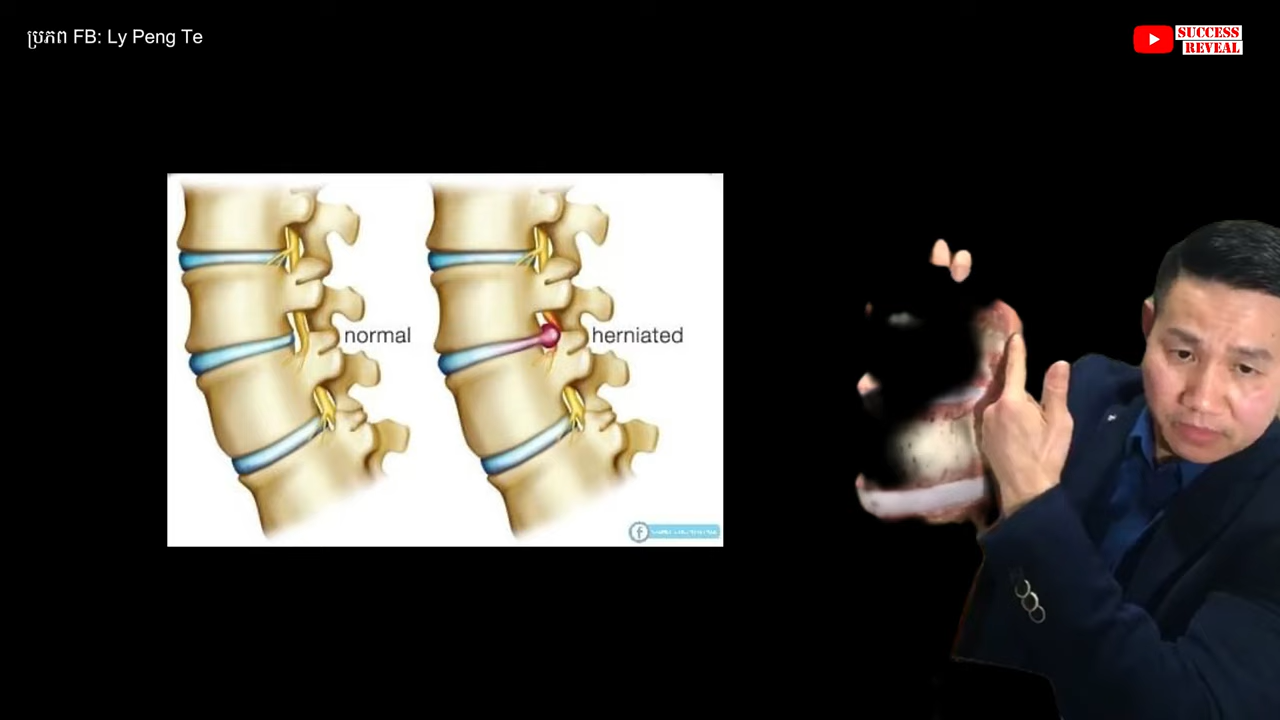 ប្រភព FB: Ly Peng Te
SUCCESS
REVEAL
normal
herniated